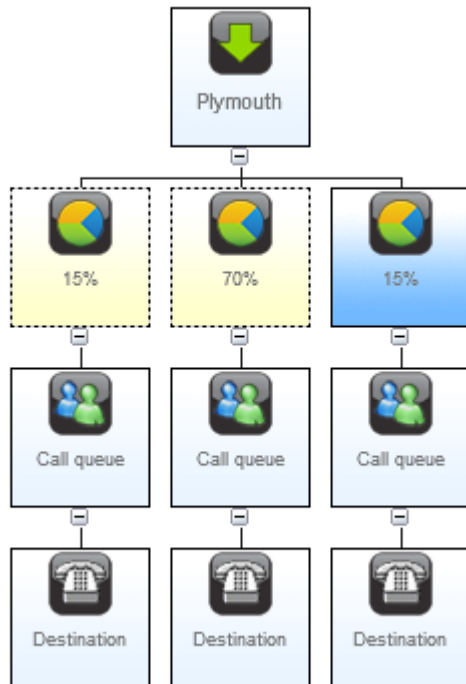 Plymouth
15%
70%
15%
Call queue
Call queue
Call queue
Destination
Destination
Destination